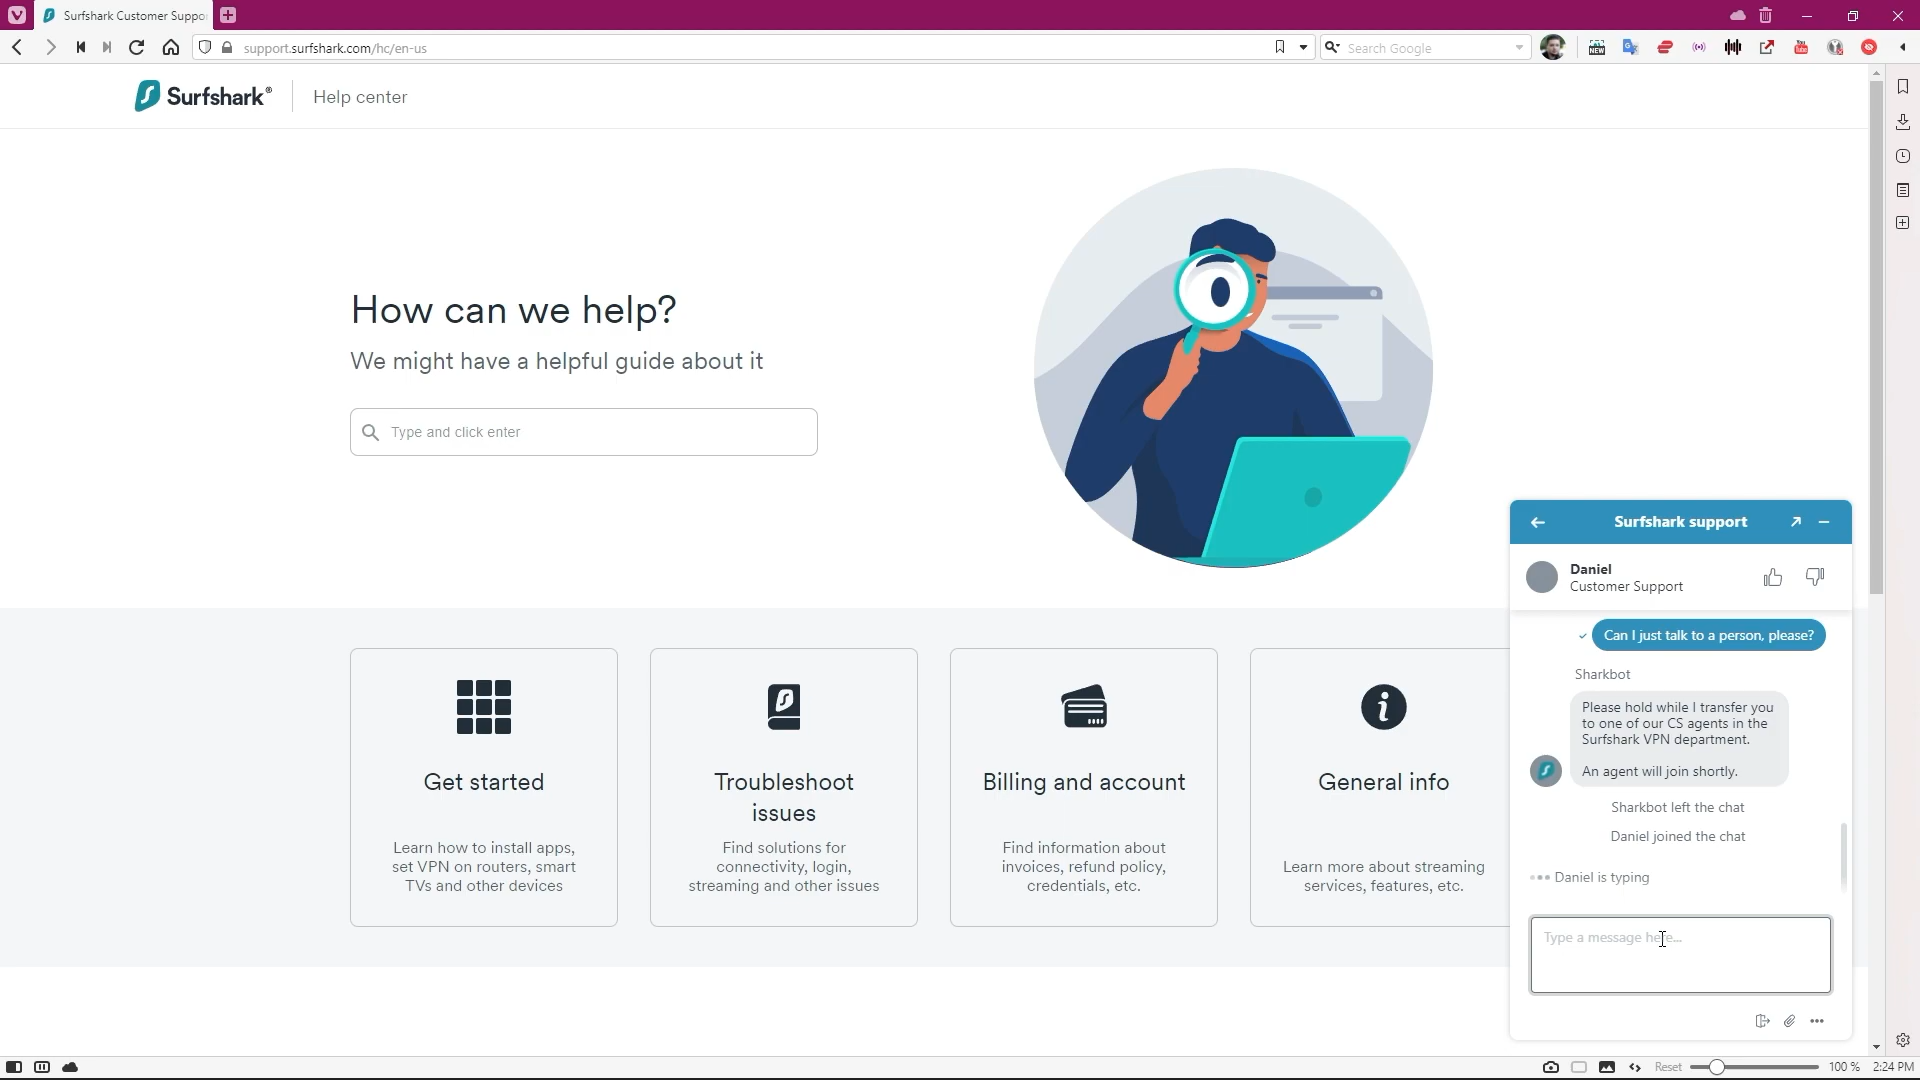 Surfshark Customer Suppo
support.surfshark.com/hc/en-us
Search Google
Surfshark®
Help center
How can we help?
We might have a helpful guide about it
Type and click enter
Get started
Learn how to install apps,
set VPN on routers, smart
TVs and other devices
Troubleshoot
issues
Find solutions for
connectivity, login,
streaming and other issues
Billing and account
Find information about
invoices, refund policy,
credentials, etc.
General info
Learn more about streaming
services, features, etc.
Surfshark support
Daniel
Customer Support
Can I just talk to a person, please?
Sharkbot
Please hold while I transfer you
to one of our CS agents in the
Surfshark VPN department.
An agent will join shortly.
Sharkbot left the chat
Daniel joined the chat
Daniel is typing
Type a message here...
Reset
100 %
2:24 PM